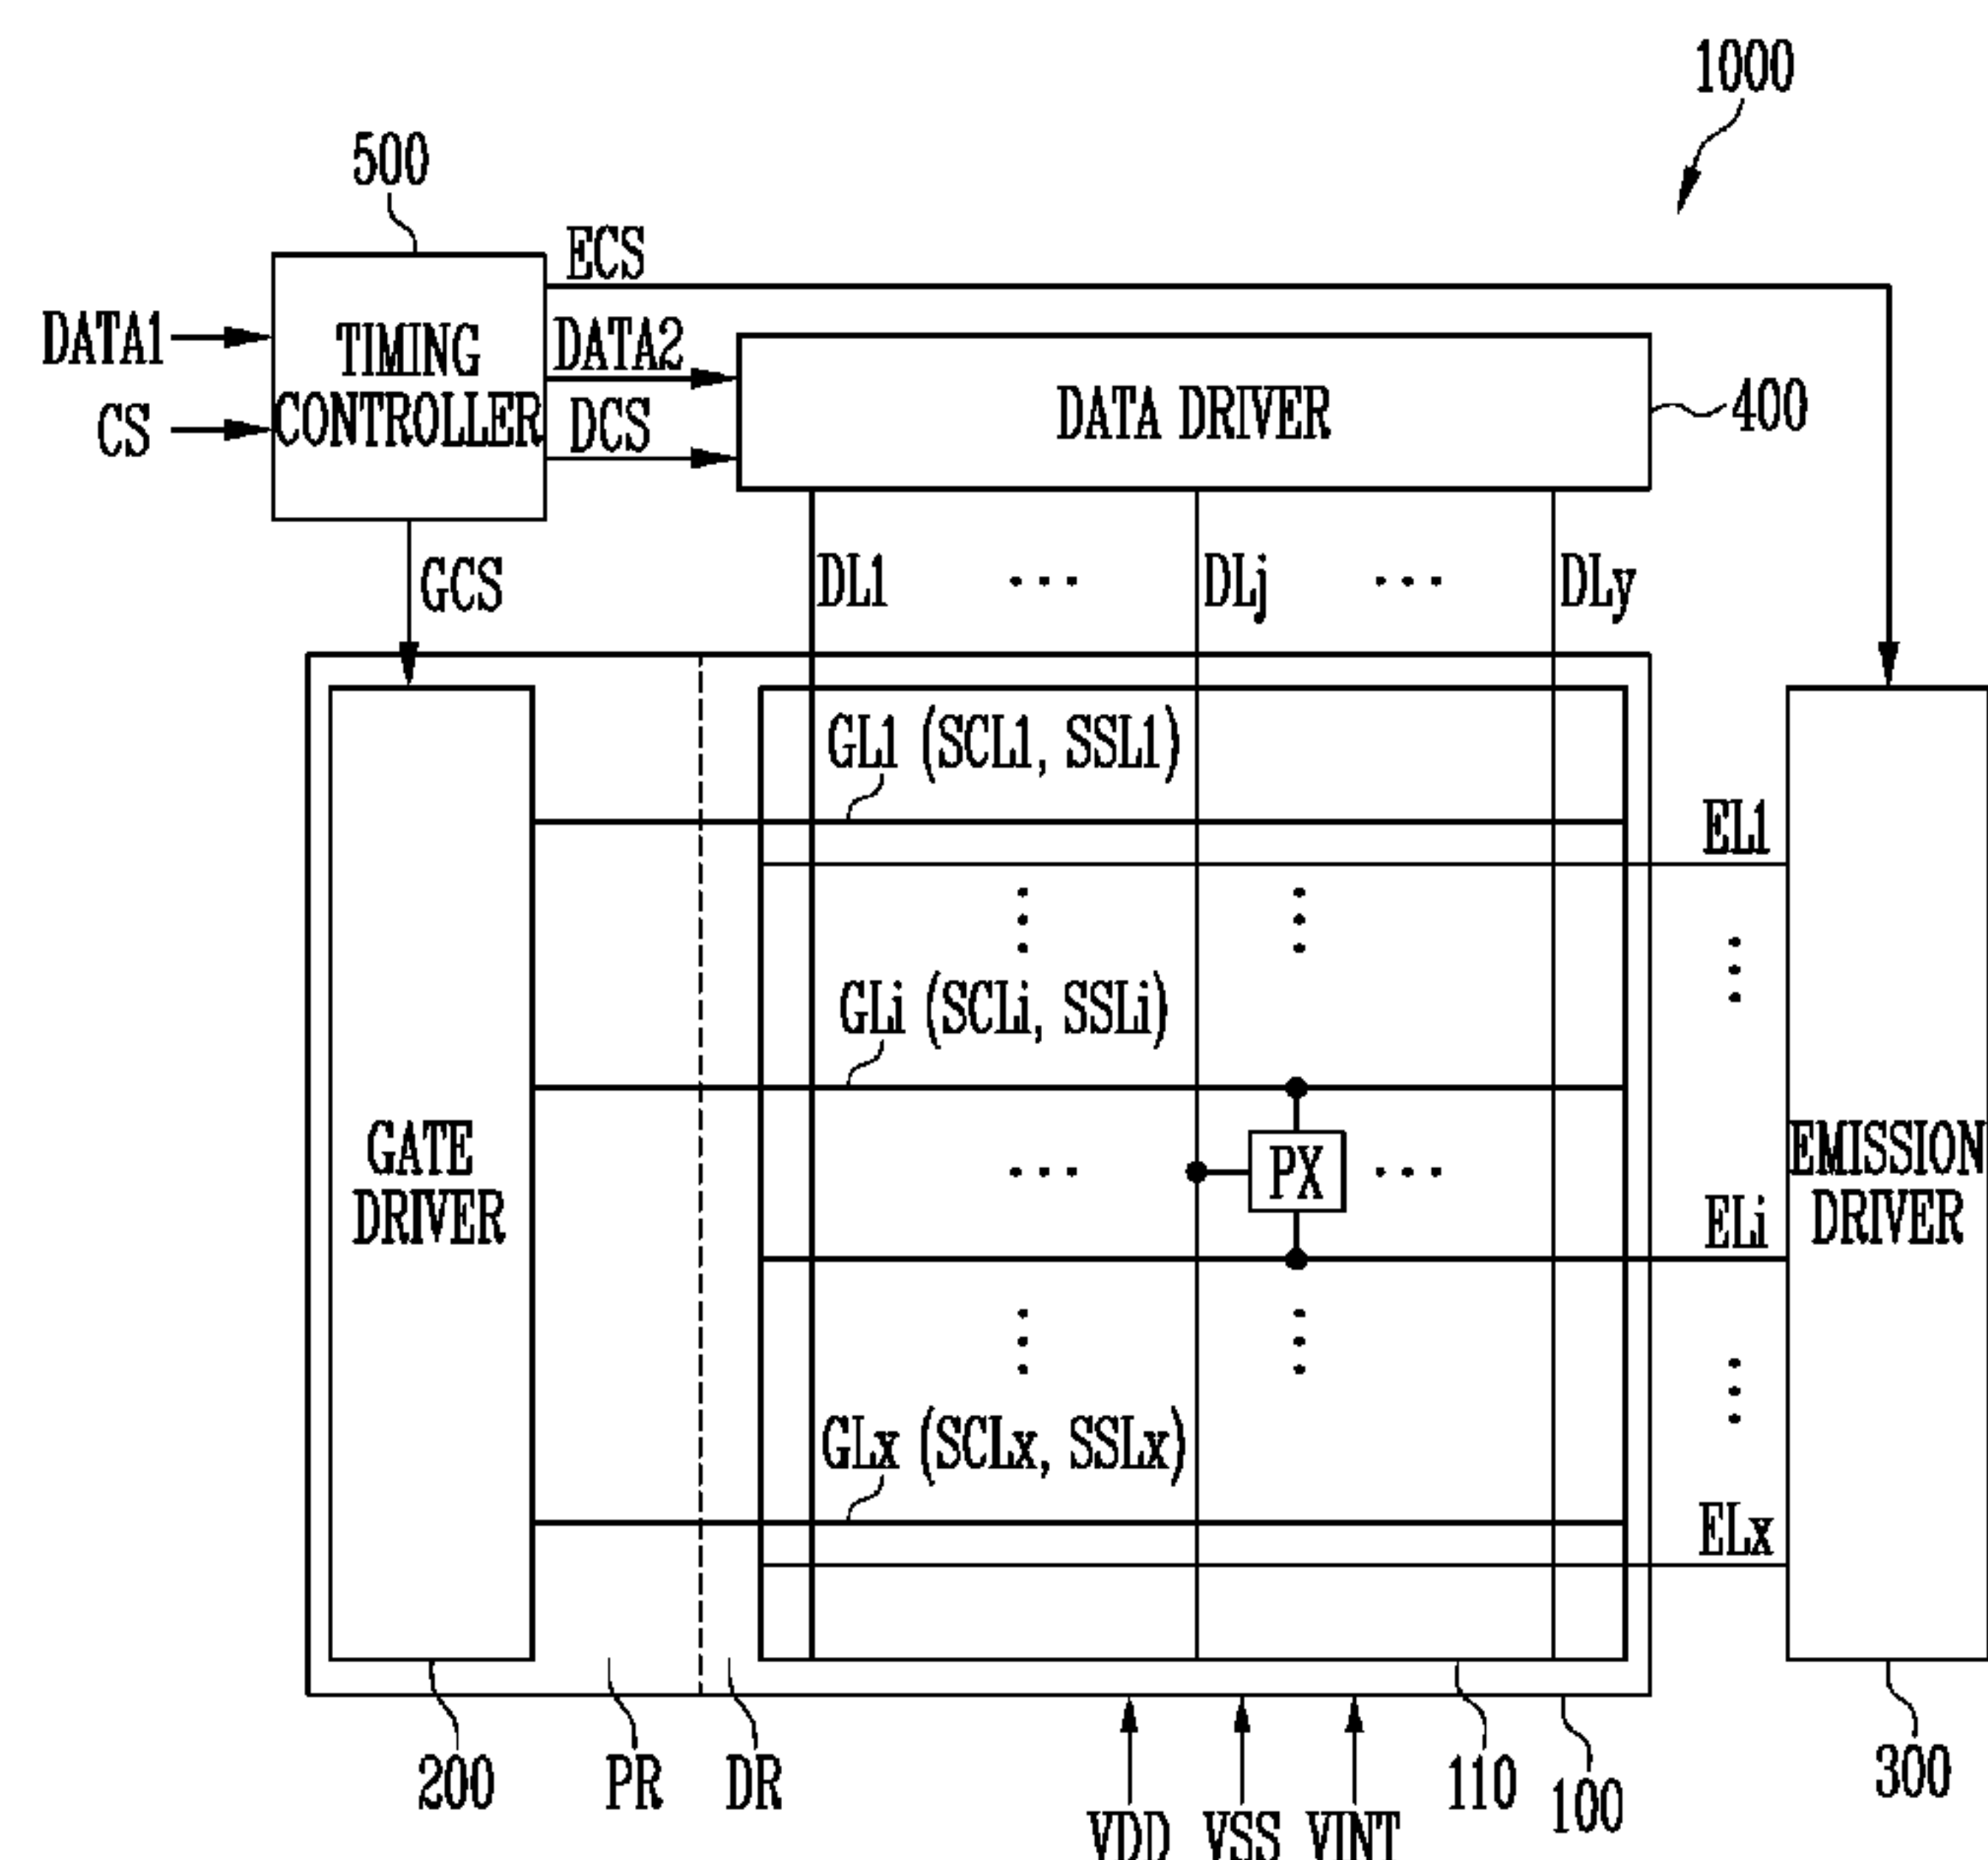 1000
500
ECS
DATA1
TIMING
CONTROLLER
DATA2
DATA DRIVER
400
CS
DCS
GCS
DL1
...
DLj
...
DLy
GL1 (SCL1, SSL1)
EL1
GLi (SCLi, SSLi)
GATE
DRIVER
...
PX
...
EMISSION
DRIVER
ELi
GLx (SCLx, SSLx)
ELx
200
PR
DR
VDD
VSS
VINT
110
100
300